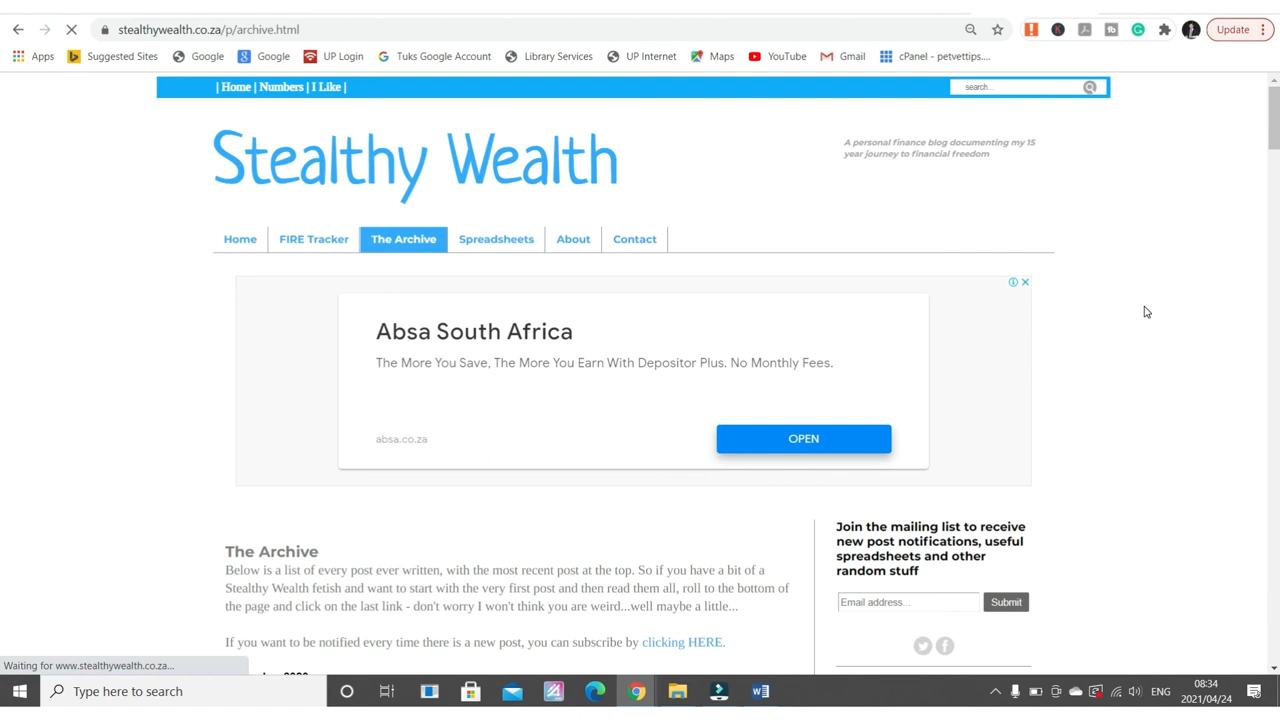 stealthywealth.co.za/p/archive.html
Update
Apps Suggested Sites Google Google UP Login Tuks Google Account Library Services UP Internet Maps YouTube Gmail cPanel - petvettips....
| Home | Numbers | I Like |
search...
Stealthy Wealth
A personal finance blog documenting my 15
year journey to financial freedom
Home FIRE Tracker The Archive Spreadsheets About Contact
Absa South Africa
The More You Save, The More You Earn With Depositor Plus. No Monthly Fees.
absa.co.za
OPEN
The Archive
Below is a list of every post ever written, with the most recent post at the top. So if you have a bit of a
Stealthy Wealth fetish and want to start with the very first post and then read them all, roll to the bottom of
the page and click on the last link - don't worry I won't think you are weird...well maybe a little...
If you want to be notified every time there is a new post, you can subscribe by clicking HERE.
Join the mailing list to receive
new post notifications, useful
spreadsheets and other
random stuff
Email address...
Submit
Waiting for www.stealthywealth.co.za...
Type here to search
ENG
08:34
2021/04/24